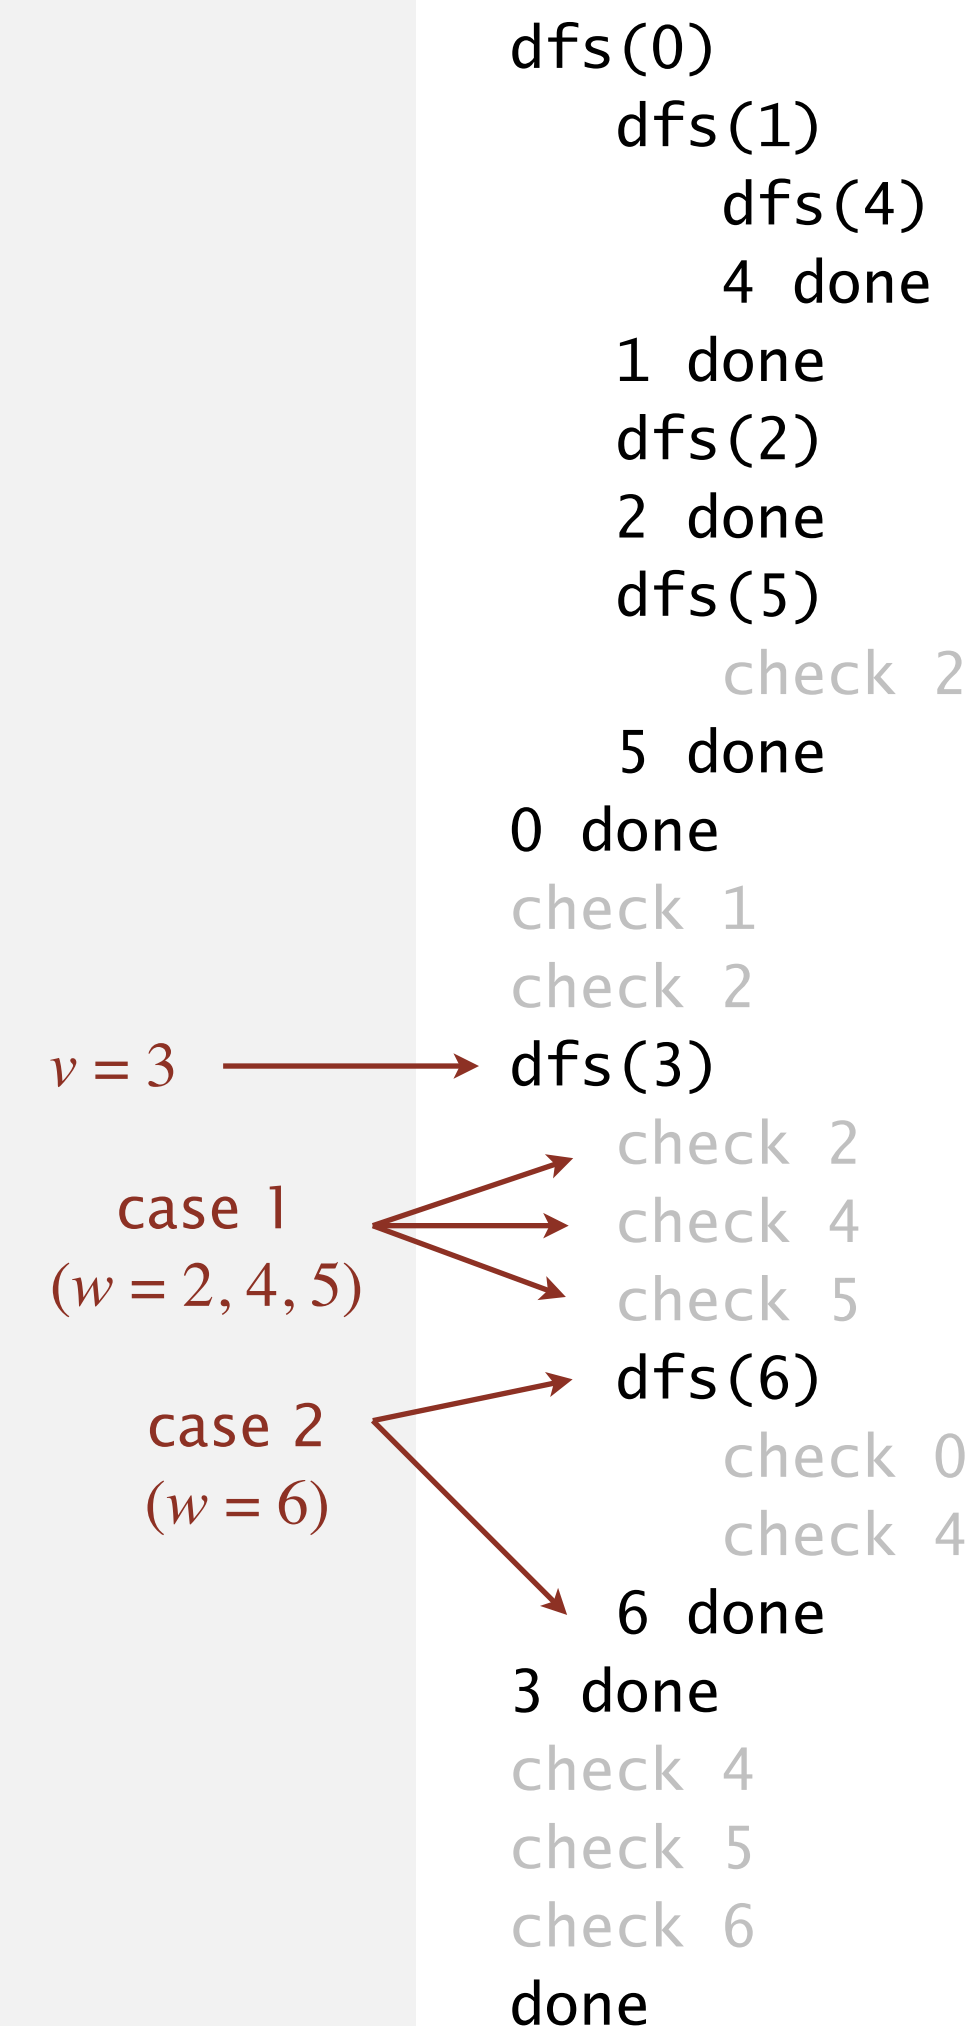 dfs(0)
dfs(1)
dfs(4)
4 done
1 done
dfs(2)
2 done
dfs(5)
check 2
5 done
0 done
check 1
check 2
v = 3
dfs(3)
check 2
case 1
check 4
(w = 2, 4, 5)
check 5
dfs(6)
case 2
check 0
(w = 6)
check 4
6 done
3 done
check 4
check 5
check 6
done